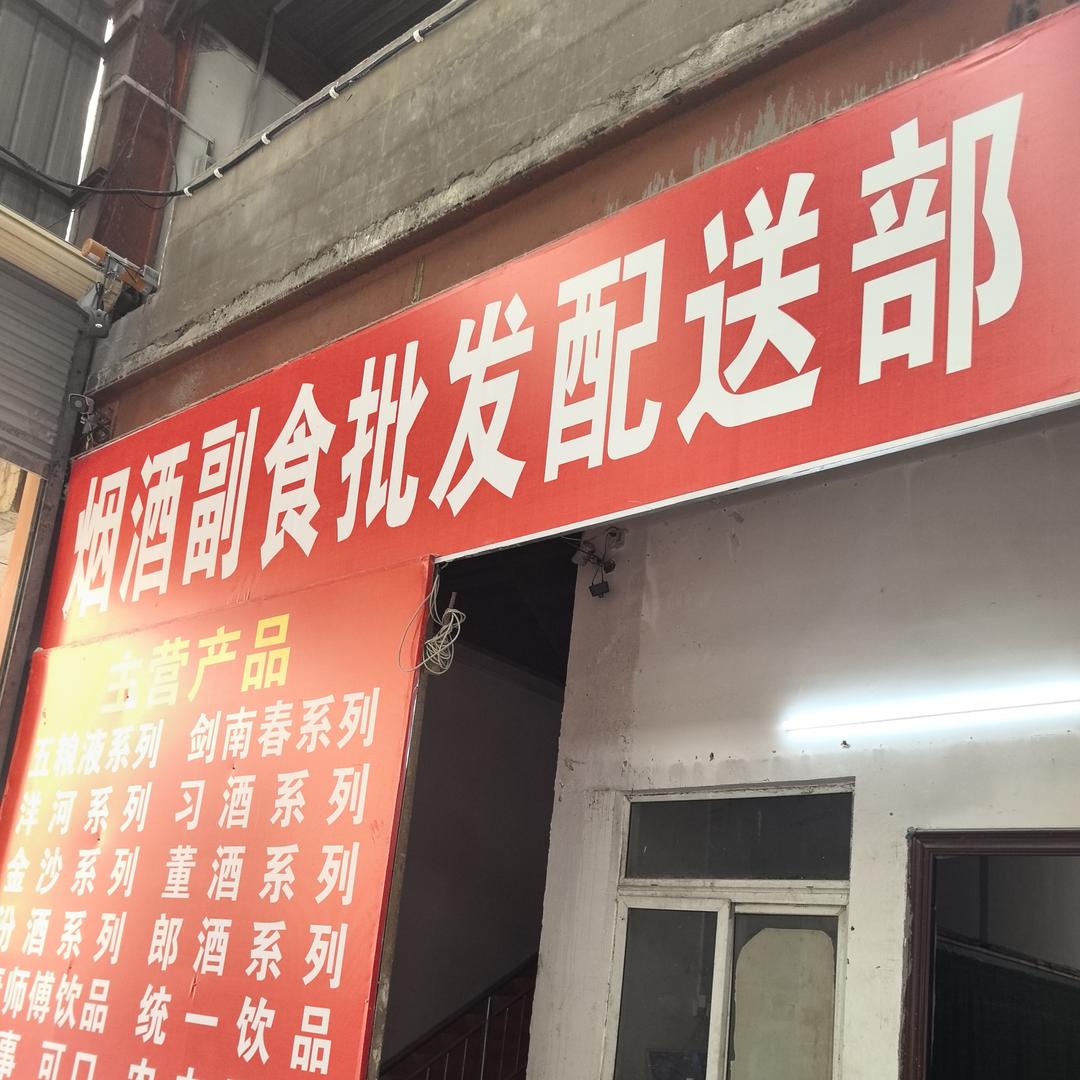 烟酒副食批发配送部
主营产品
五粮液系列 剑南春系列
洋河系列 习酒系列
金沙系列 董酒系列
汾酒系列 郎酒系列
师傅饮品 统一饮品
可口